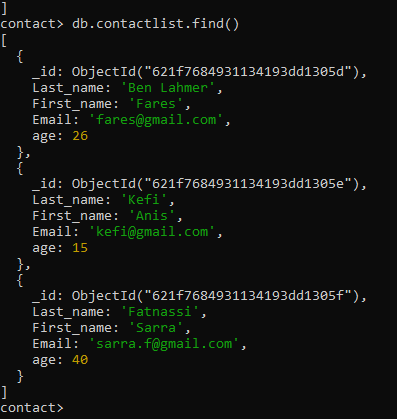 ]
contact> db.contactlist.find()
[
  {
    _id: ObjectId("621f7684931134193dd1305d"),
    Last_name: 'Ben Lahmer',
    First_name: 'Fares',
    Email: 'fares@gmail.com',
    age: 26
  },
  {
    _id: ObjectId("621f7684931134193dd1305e"),
    Last_name: 'Kefi',
    First_name: 'Anis',
    Email: 'kefi@gmail.com',
    age: 15
  },
  {
    _id: ObjectId("621f7684931134193dd1305f"),
    Last_name: 'Fatnassi',
    First_name: 'Sarra',
    Email: 'sarra.f@gmail.com',
    age: 40
  }
]
contact>